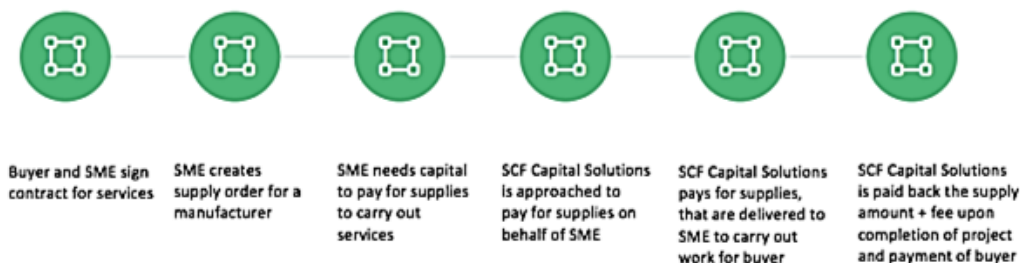 Buyer and SME sign
contract for services
SME creates
supply order for a
manufacturer
SME needs capital
to pay for supplies
to carry out
services
SCF Capital Solutions
is approached to
pay for supplies on
behalf of SME
SCF Capital Solutions
pays for supplies,
that are delivered to
SME to carry out
work for buyer
SCF Capital Solutions
is paid back the supply
amount + fee upon
completion of project
and payment of buyer